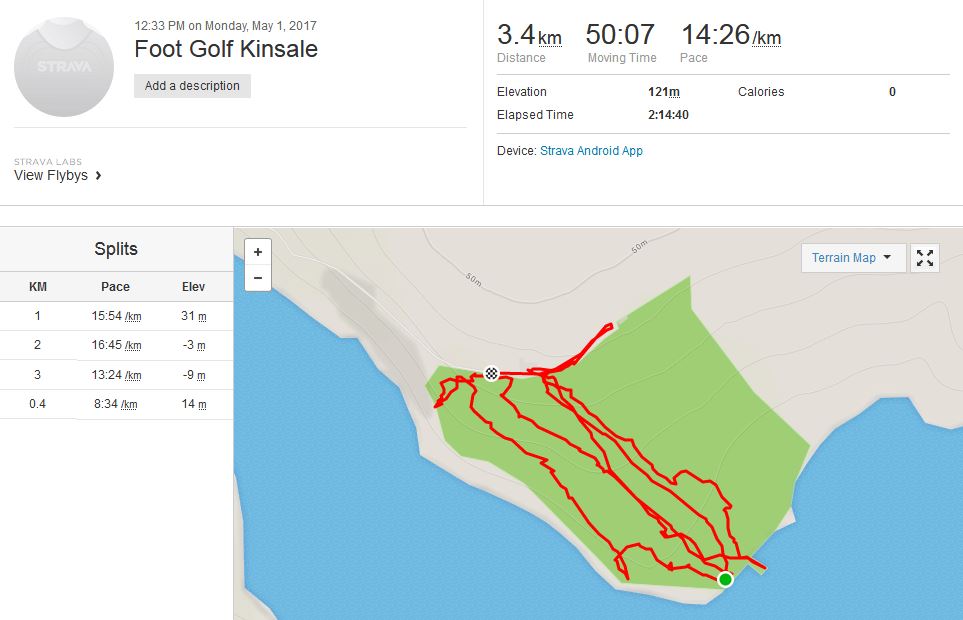 STRAVA
12:33 PM on Monday, May 1, 2017
Foot Golf Kinsale
Add a description
STRAVA LABS
View Flybys
3.4km 50:07 14:26/km
Distance Moving Time Pace
Elevation 121m Calories 0
Elapsed Time 2:14:40
Device: Strava Android App
Splits
KM Pace Elev
1 15:54 /km 31 m
2 16:45 /km -3 m
3 13:24 /km -9 m
0.4 8:34 /km 14 m
+
−
50m
50m
Terrain Map